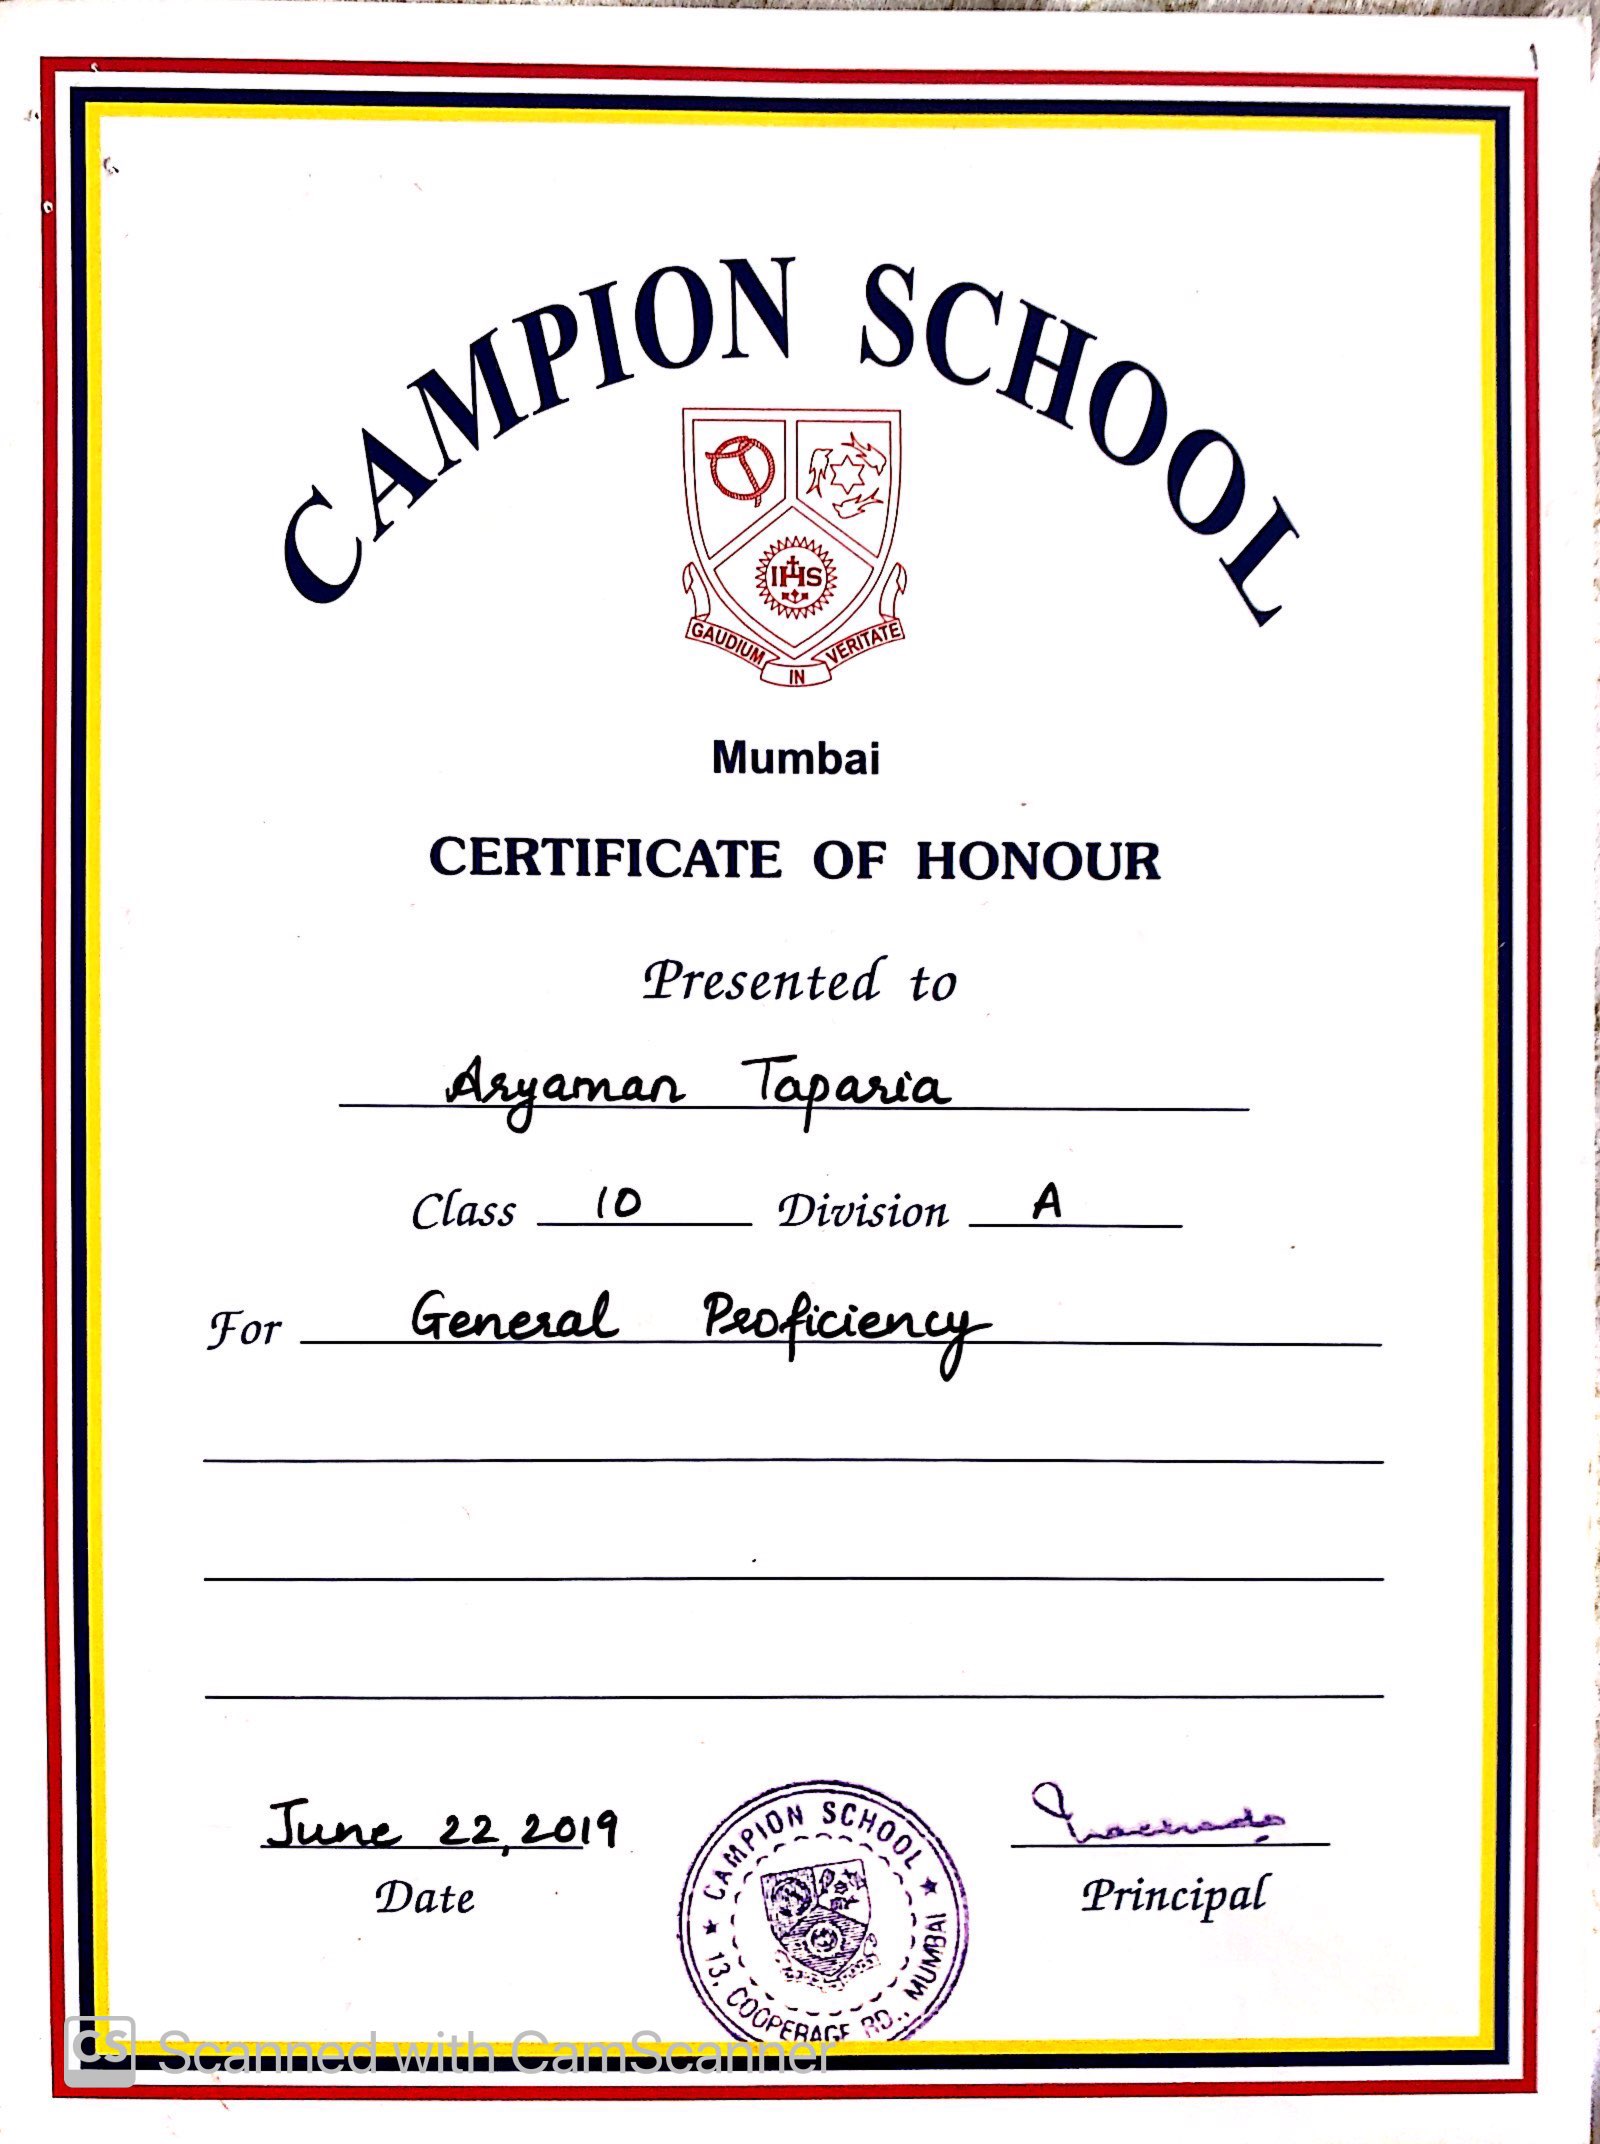 CAMPION SCHOOL
IHS
GAUDIUM IN VERITATE
Mumbai
CERTIFICATE OF HONOUR
Presented to
Aryaman Taparia
Class 10 Division A
For General Proficiency
June 22, 2019
Date
Principal
★ CAMPION SCHOOL ★
13, COOPERAGE RD., MUMBAI
CS Scanned with CamScanner